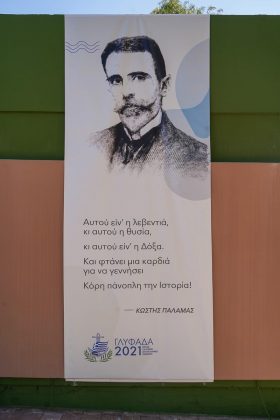 Αυτού είν' η λεβεντιά,
κι αυτού η θυσία,
κι αυτού είν' η Δόξα.
Και φτάνει μια καρδιά
για να γεννήσει
Κόρη πάνοπλη την Ιστορία!
— ΚΩΣΤΗΣ ΠΑΛΑΜΑΣ
ΓΛΥΦΑΔΑ
2021